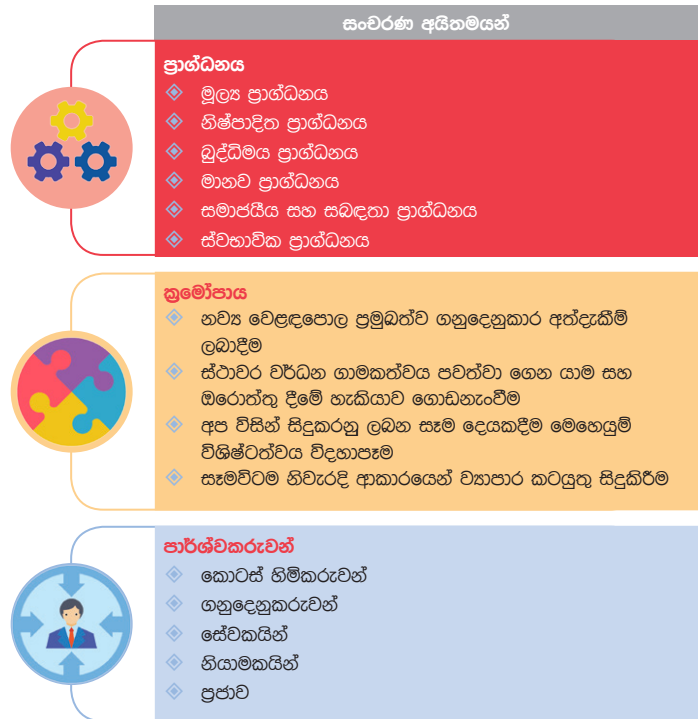 සංචරණ අයිතමයන්
ප්‍රාග්ධනය
මූල්‍ය ප්‍රාග්ධනය
නිෂ්පාදිත ප්‍රාග්ධනය
බුද්ධිමය ප්‍රාග්ධනය
මානව ප්‍රාග්ධනය
සමාජයීය සහ සබඳතා ප්‍රාග්ධනය
ස්වභාවික ප්‍රාග්ධනය
ක්‍රමෝපාය
නව්‍ය වෙළඳපොල ප්‍රමුඛත්ව ගනුදෙනුකාර අත්දැකීම්
ලබාදීම
ස්ථාවර වර්ධන ගාමකත්වය පවත්වා ගෙන යාම සහ
ඔරොත්තු දීමේ හැකියාව ගොඩනැංවීම
අප විසින් සිදුකරනු ලබන සෑම දෙයකදීම මෙහෙයුම්
විශිෂ්ටත්වය විදහාපෑම
සෑමවිටම නිවැරදි ආකාරයෙන් ව්‍යාපාර කටයුතු සිදුකිරීම
පාර්ශ්වකරුවන්
කොටස් හිමිකරුවන්
ගනුදෙනුකරුවන්
සේවකයින්
නියාමකයින්
ප්‍රජාව